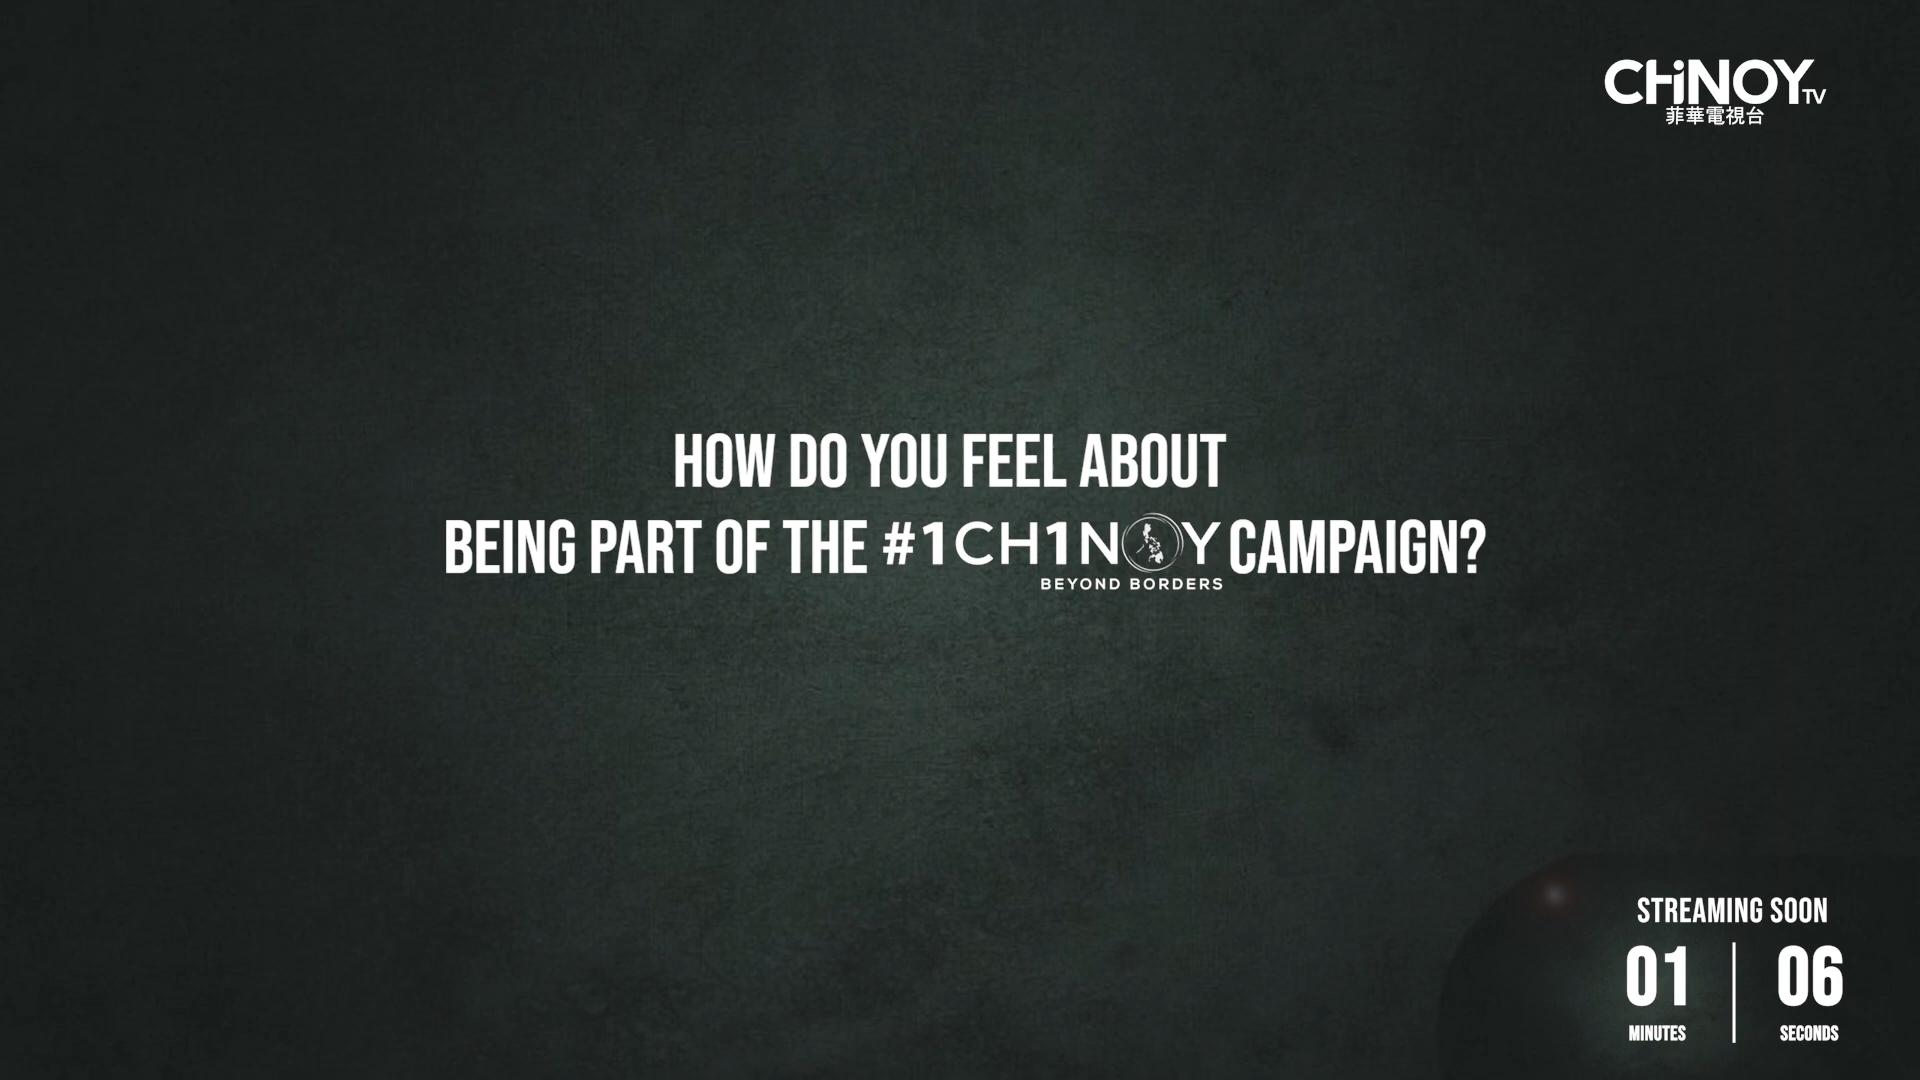 CHiNOY TV
菲華電視台
HOW DO YOU FEEL ABOUT
BEING PART OF THE #1CH1NOY CAMPAIGN?
BEYOND BORDERS
STREAMING SOON
01 06
MINUTES SECONDS